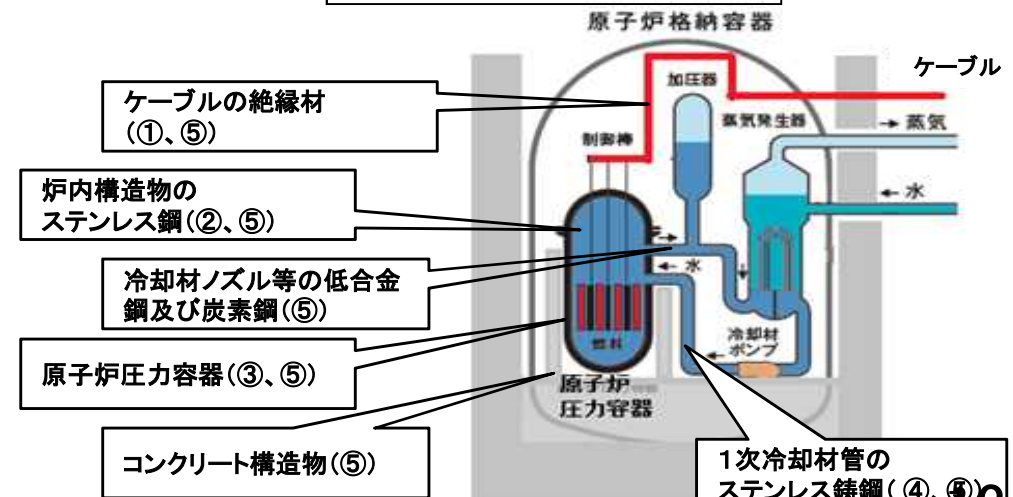 原子炉格納容器
ケーブル
加圧器
ケーブルの絶縁材
(①、⑤)
蒸気発生器
→ 蒸気
制御棒
炉内構造物の
ステンレス鋼(②、⑤)
← 水
冷却材ノズル等の低合金
鋼及び炭素鋼(⑤)
← 水
冷却材
ポンプ
燃料
原子炉圧力容器(③、⑤)
原子炉
圧力容器
コンクリート構造物(⑤)
1次冷却材管の
ステンレス鋳鋼(④、⑤)